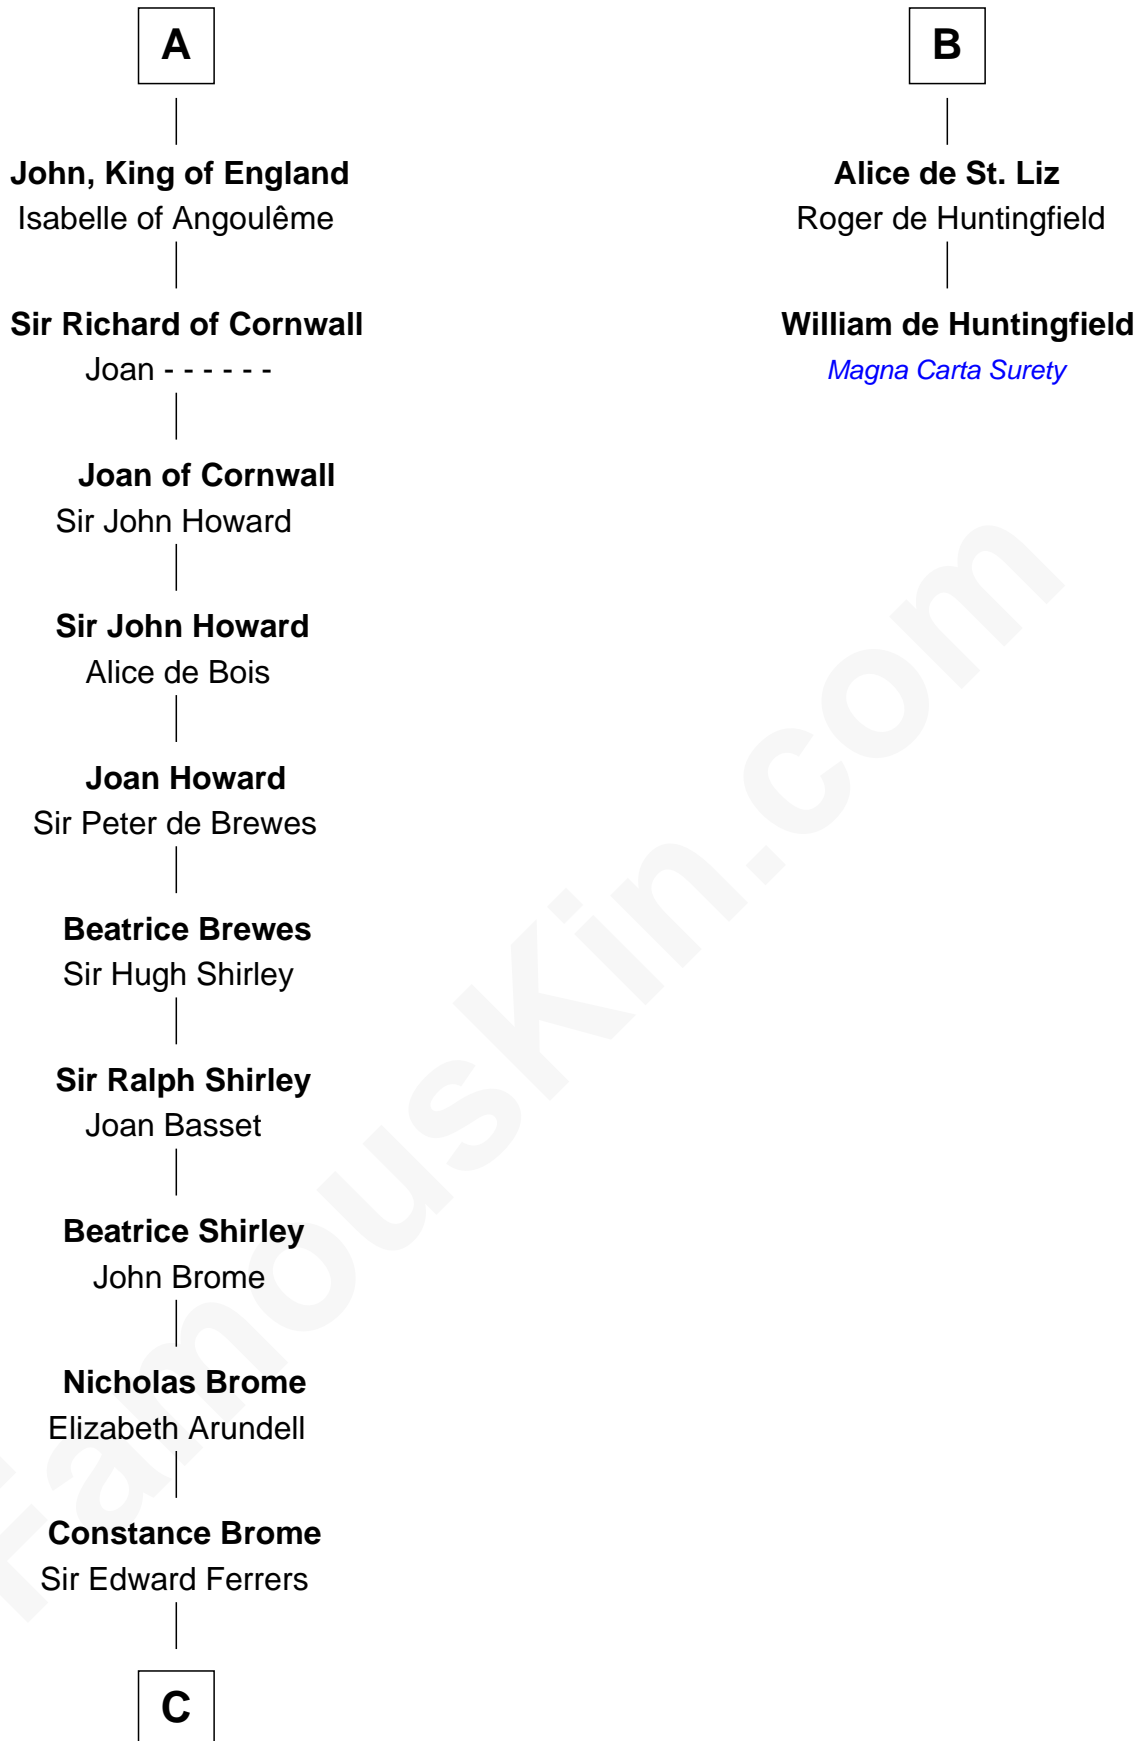 A
John, King of England
Isabelle of Angoulême
Sir Richard of Cornwall
Joan - - - - - -
Joan of Cornwall
Sir John Howard
Sir John Howard
Alice de Bois
Joan Howard
Sir Peter de Brewes
Beatrice Brewes
Sir Hugh Shirley
Sir Ralph Shirley
Joan Basset
Beatrice Shirley
John Brome
Nicholas Brome
Elizabeth Arundell
Constance Brome
Sir Edward Ferrers
C
B
Alice de St. Liz
Roger de Huntingfield
William de Huntingfield
Magna Carta Surety
FamousKin.com